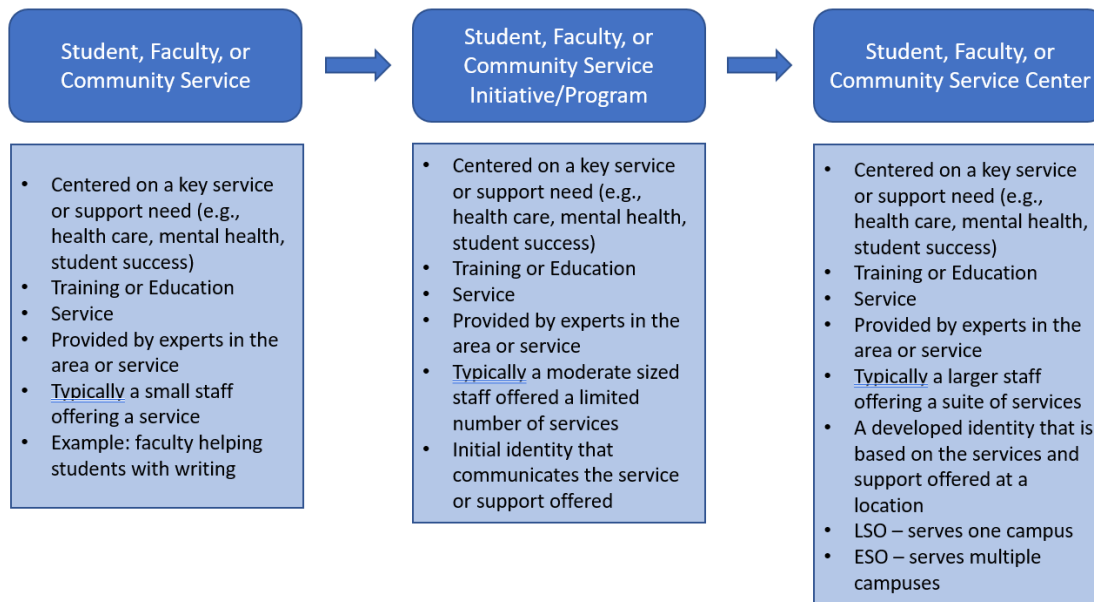 Student, Faculty, or
Community Service
Student, Faculty, or
Community Service
Initiative/Program
Student, Faculty, or
Community Service Center
• Centered on a key service
or support need (e.g.,
health care, mental health,
student success)
• Training or Education
• Service
• Provided by experts in the
area or service
• Typically a small staff
offering a service
• Example: faculty helping
students with writing
• Centered on a key service
or support need (e.g.,
health care, mental health,
student success)
• Training or Education
• Service
• Provided by experts in the
area or service
• Typically a moderate sized
staff offered a limited
number of services
• Initial identity that
communicates the service
or support offered
• Centered on a key service
or support need (e.g.,
health care, mental health,
student success)
• Training or Education
• Service
• Provided by experts in the
area or service
• Typically a larger staff
offering a suite of services
• A developed identity that is
based on the services and
support offered at a
location
• LSO – serves one campus
• ESO – serves multiple
campuses